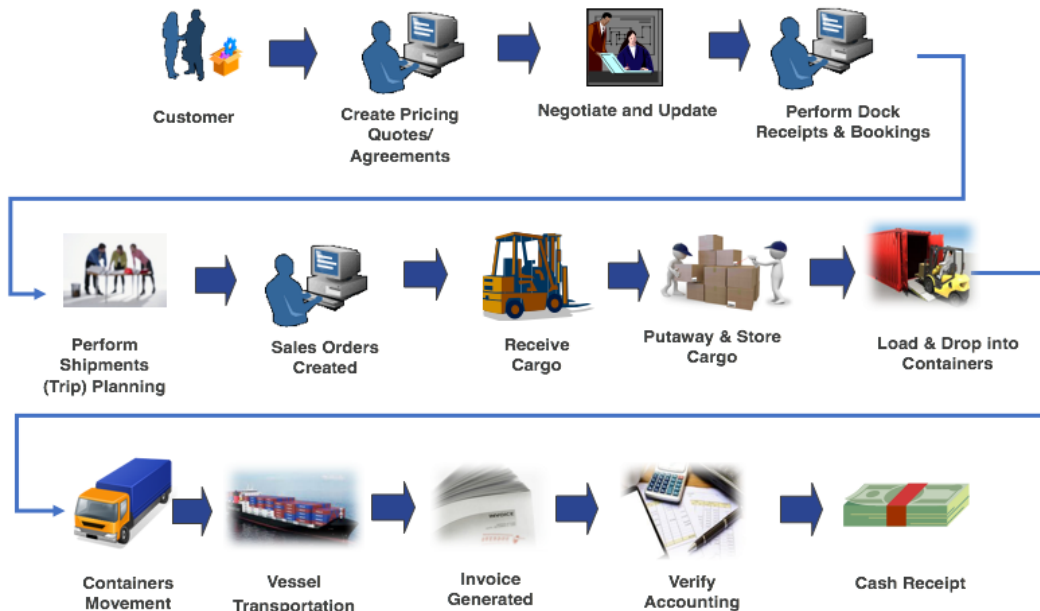 Customer
Create Pricing
Quotes/
Agreements
Negotiate and Update
Perform Dock
Receipts & Bookings
Perform
Shipments
(Trip) Planning
Sales Orders
Created
Receive
Cargo
Putaway & Store
Cargo
Load & Drop into
Containers
INVOICE
Containers
Movement
Vessel
Transportation
Invoice
Generated
Verify
Accounting
Cash Receipt